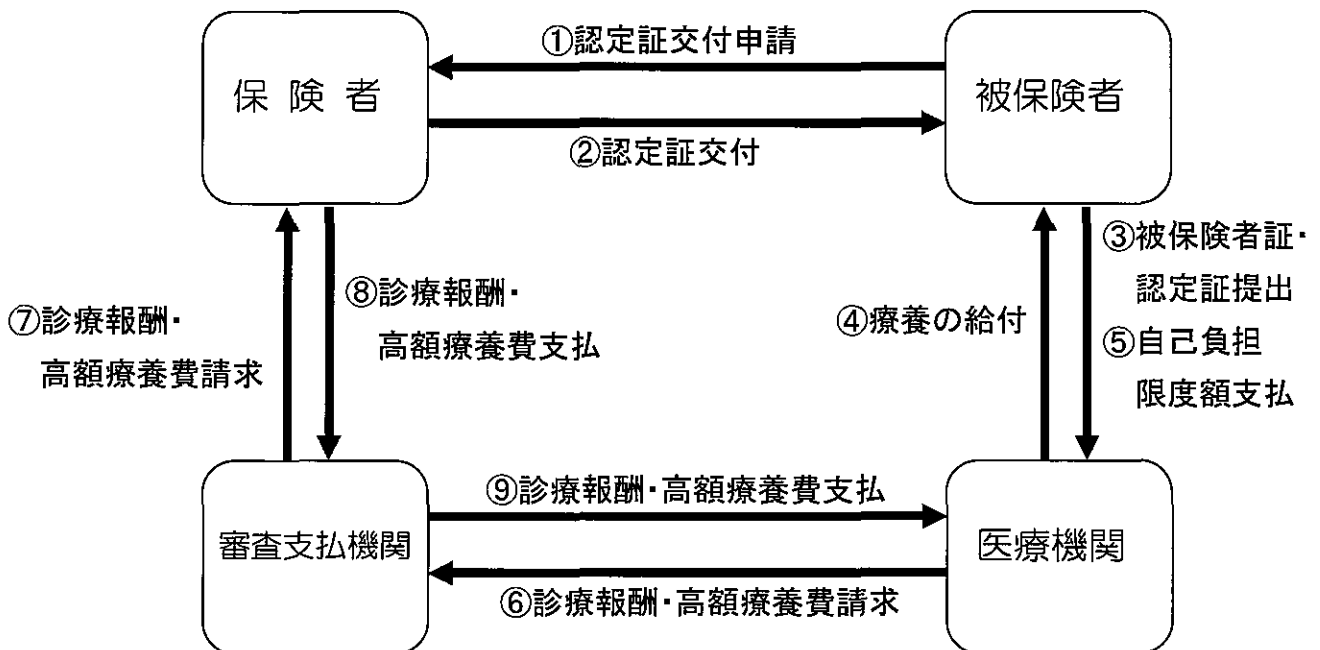 ①認定証交付申請
保険者
被保険者
②認定証交付
③被保険者証・
認定証提出
⑧診療報酬・
高額療養費支払
⑦診療報酬・
高額療養費請求
④療養の給付
⑤自己負担
限度額支払
⑨診療報酬・高額療養費支払
審査支払機関
医療機関
⑥診療報酬・高額療養費請求